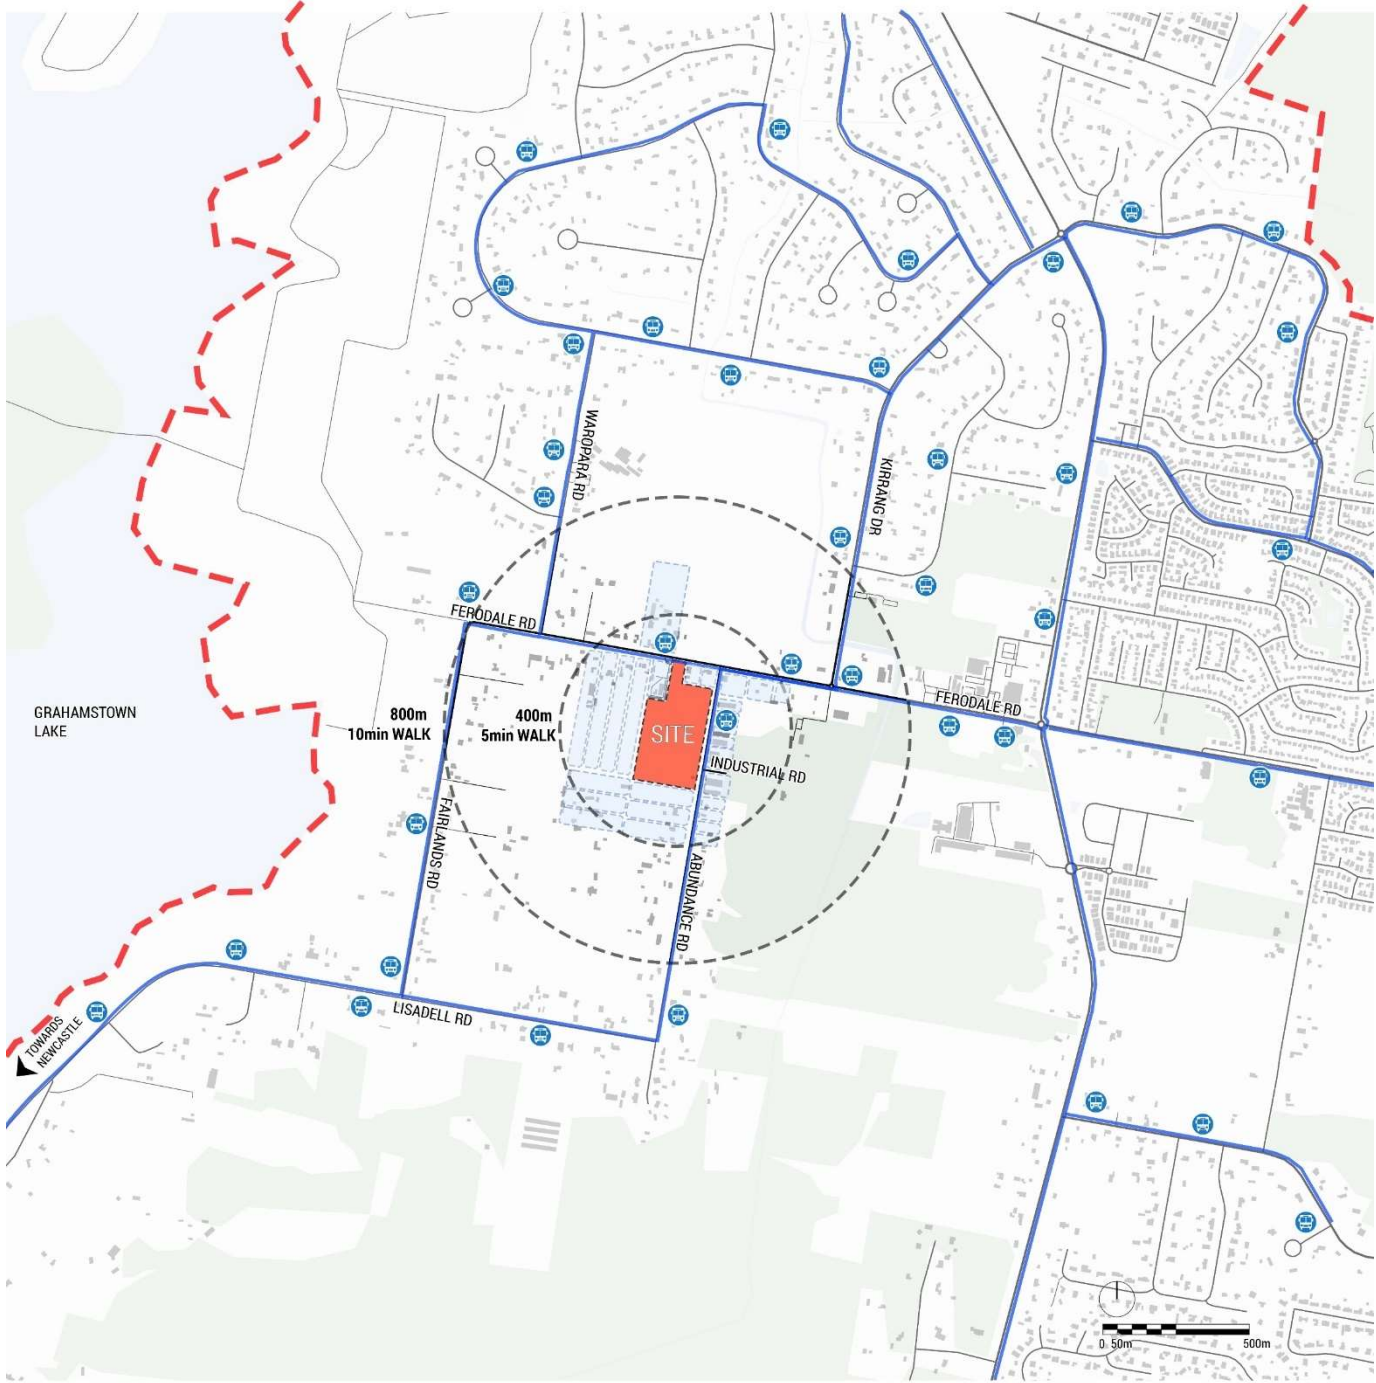 WAROPARA RD
KIRRANG DR
FERODALE RD
FERODALE RD
GRAHAMSTOWN
LAKE
800m
10min WALK
400m
5min WALK
SITE
INDUSTRIAL RD
FAIRLANDS RD
ABUNDANCE RD
LISADELL RD
TOWARDS
NEWCASTLE
0 50m 500m